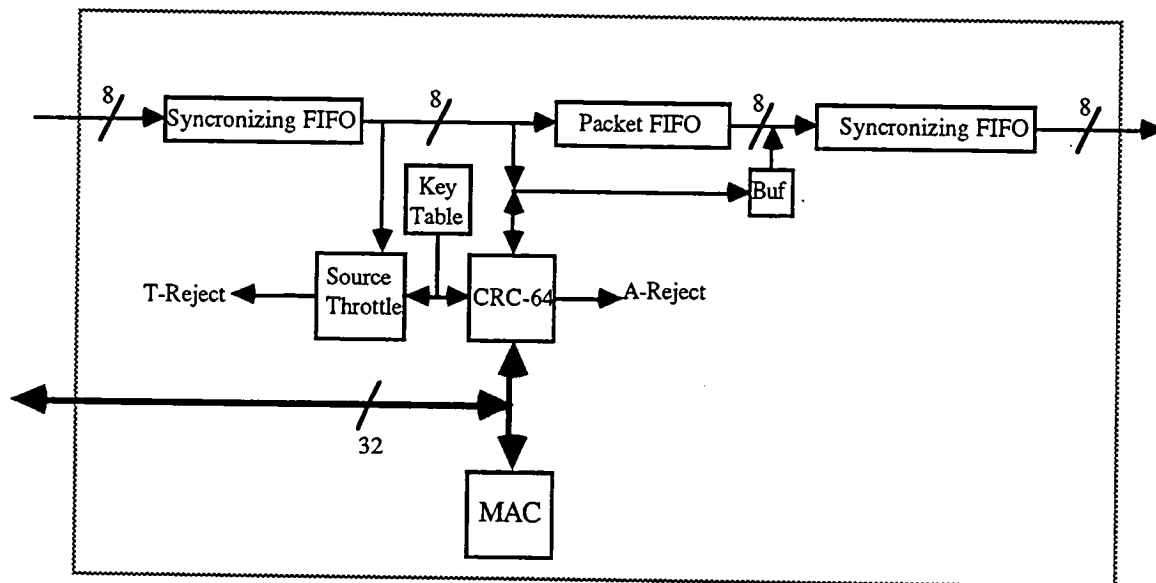 8
8
8
8
Syncronizing FIFO
Packet FIFO
Syncronizing FIFO
Key
Table
Buf
Source
Throttle
CRC-64
T-Reject
A-Reject
32
MAC